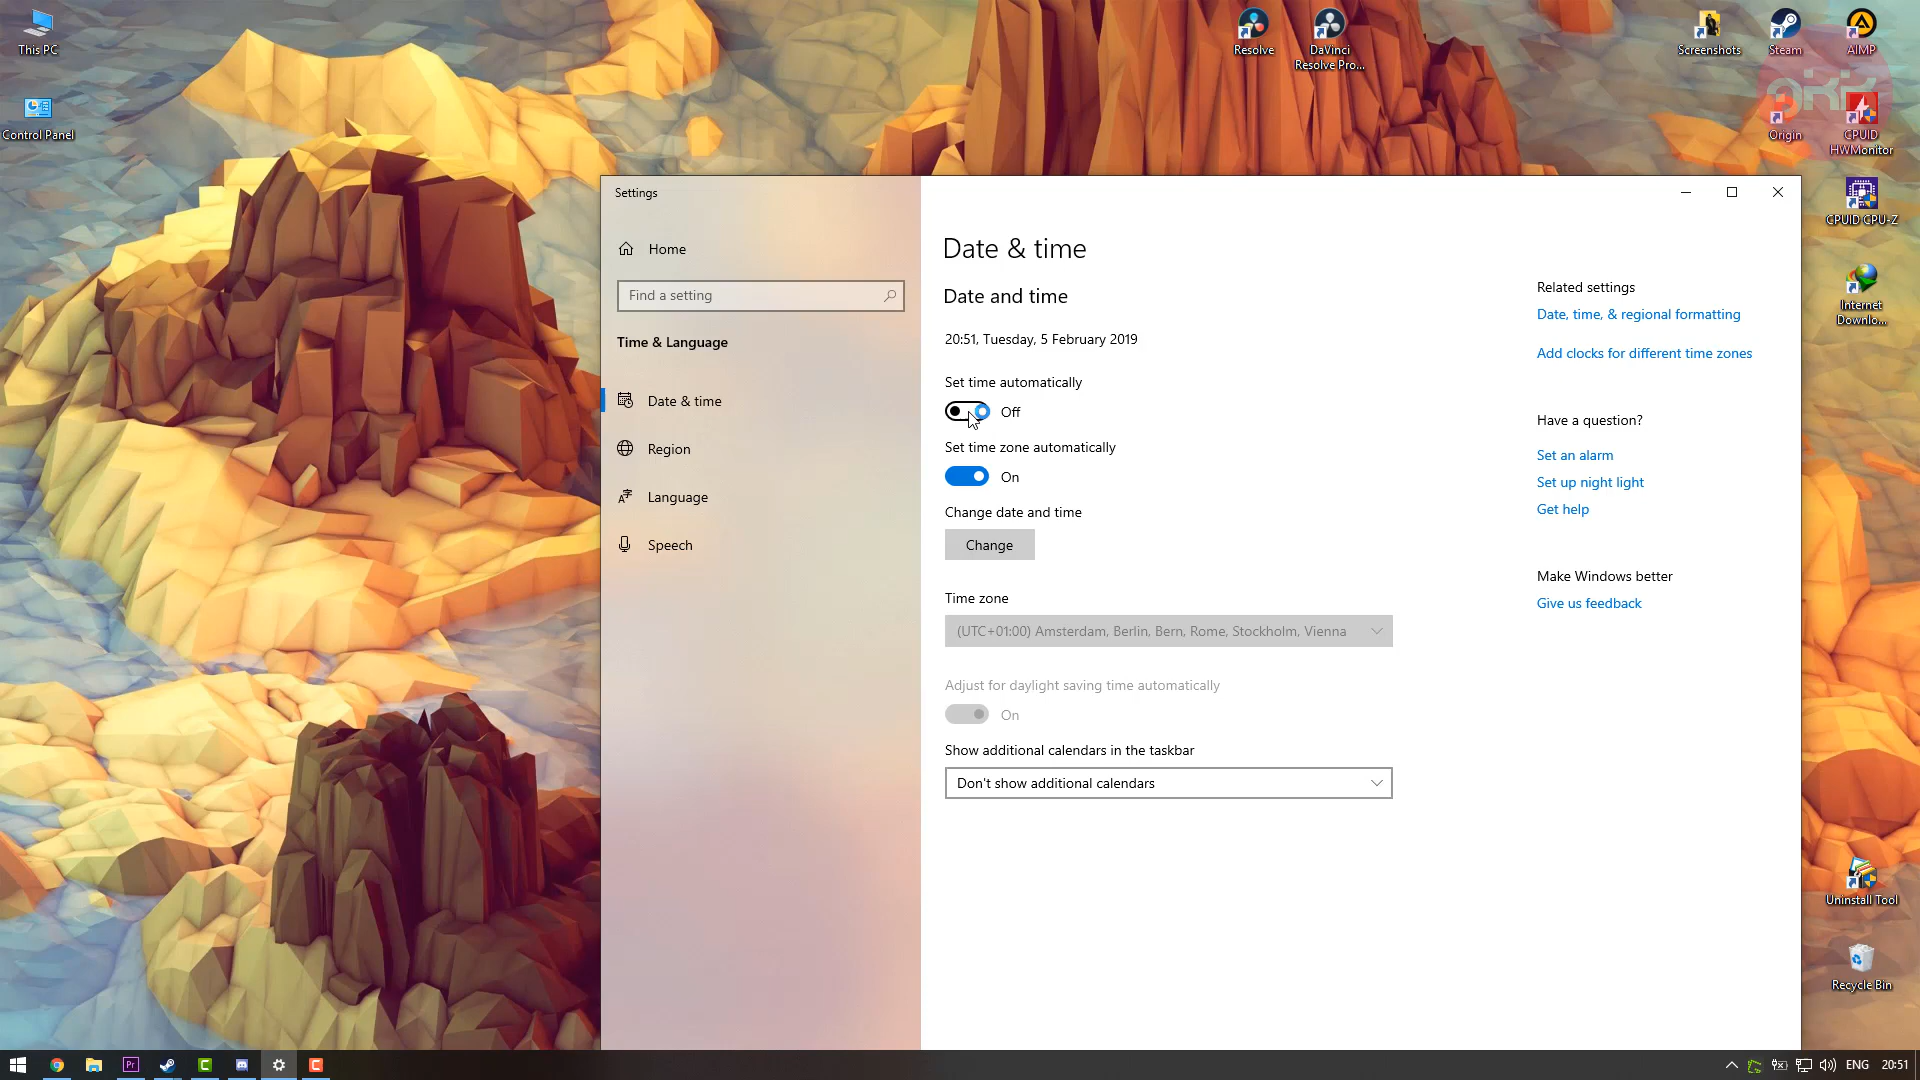 This PC
Control Panel
Resolve
DaVinci
Resolve Pro...
Screenshots
Steam
AIMP
Origin
CPUID
HWMonitor
CPUID CPU-Z
Internet
Downlo...
Uninstall Tool
Recycle Bin
Settings
Home
Find a setting
Time & Language
Date & time
Region
Language
Speech
Date & time
Date and time
20:51, Tuesday, 5 February 2019
Set time automatically
Off
Set time zone automatically
On
Change date and time
Change
Time zone
(UTC+01:00) Amsterdam, Berlin, Bern, Rome, Stockholm, Vienna
Adjust for daylight saving time automatically
On
Show additional calendars in the taskbar
Don't show additional calendars
Related settings
Date, time, & regional formatting
Add clocks for different time zones
Have a question?
Set an alarm
Set up night light
Get help
Make Windows better
Give us feedback
Pr
ENG
20:51